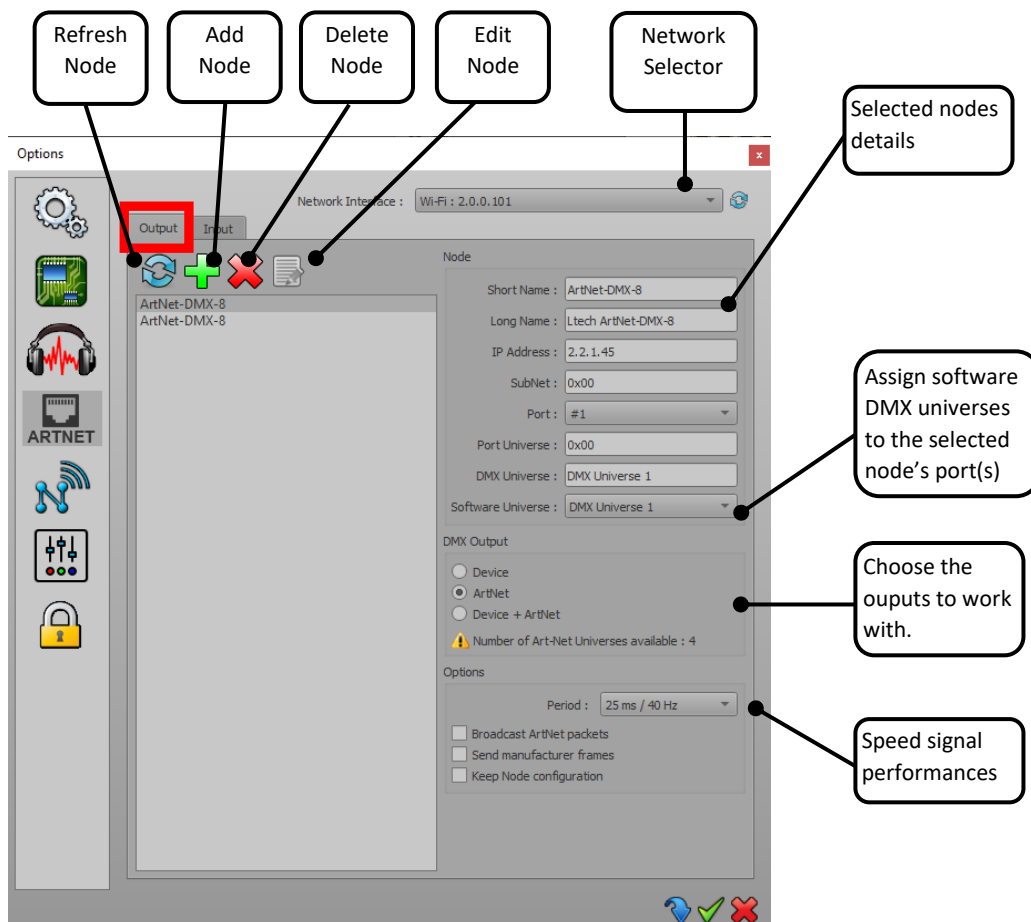 Refresh
Node
Add
Node
Delete
Node
Edit
Node
Network
Selector
Selected nodes
details
Options
x
Network Interface :
Wi-Fi : 2.0.0.101
Output
Input
ArtNet-DMX-8
ArtNet-DMX-8
Node
Short Name :
ArtNet-DMX-8
Long Name :
Ltech ArtNet-DMX-8
IP Address :
2.2.1.45
SubNet :
0x00
Port :
#1
Port Universe :
0x00
DMX Universe :
DMX Universe 1
Software Universe :
DMX Universe 1
ARTNET
Assign software
DMX universes
to the selected
node's port(s)
DMX Output
Device
ArtNet
Device + ArtNet
Number of Art-Net Universes available : 4
Choose the
ouputs to work
with.
Options
Period :
25 ms / 40 Hz
Broadcast ArtNet packets
Send manufacturer frames
Keep Node configuration
Speed signal
performances